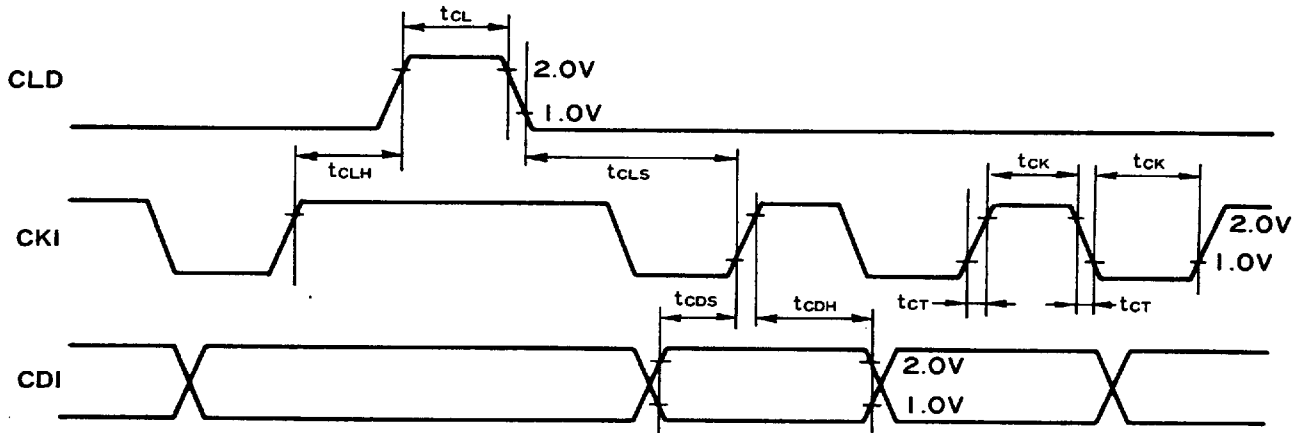 tCL
CLD
2.0V
1.0V
tCLH
tCLS
tCK
tCK
CKI
2.0V
1.0V
tCDS
tCDH
tCT
tCT
CDI
2.0V
1.0V